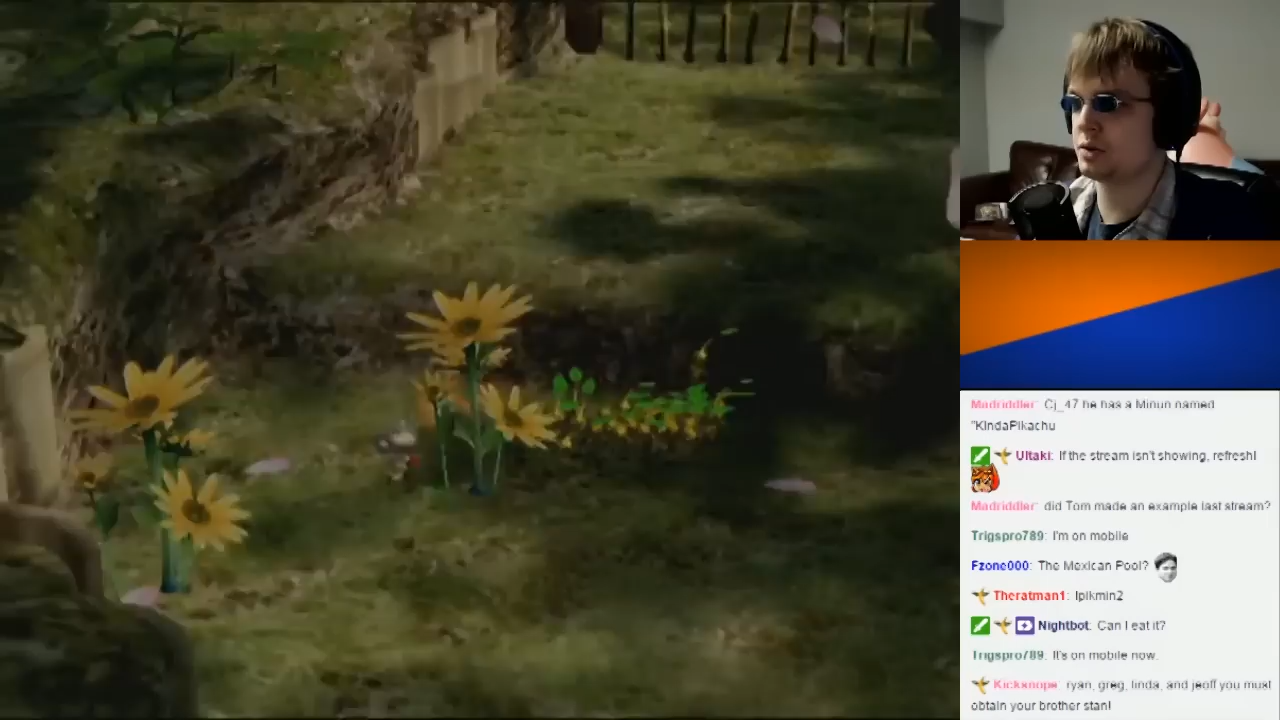 Madriddler: Cj_47 he has a Minun named
"KindaPikachu
Ultaki: If the stream isn't showing, refresh!
Madriddler: did Tom made an example last stream?
Trigspro789: I'm on mobile
Fzone000: The Mexican Pool?
Theratman1: !pikmin2
Nightbot: Can I eat it?
Trigspro789: It's on mobile now.
Kicksnope: ryan, greg, linda, and jeoff you must
obtain your brother stan!